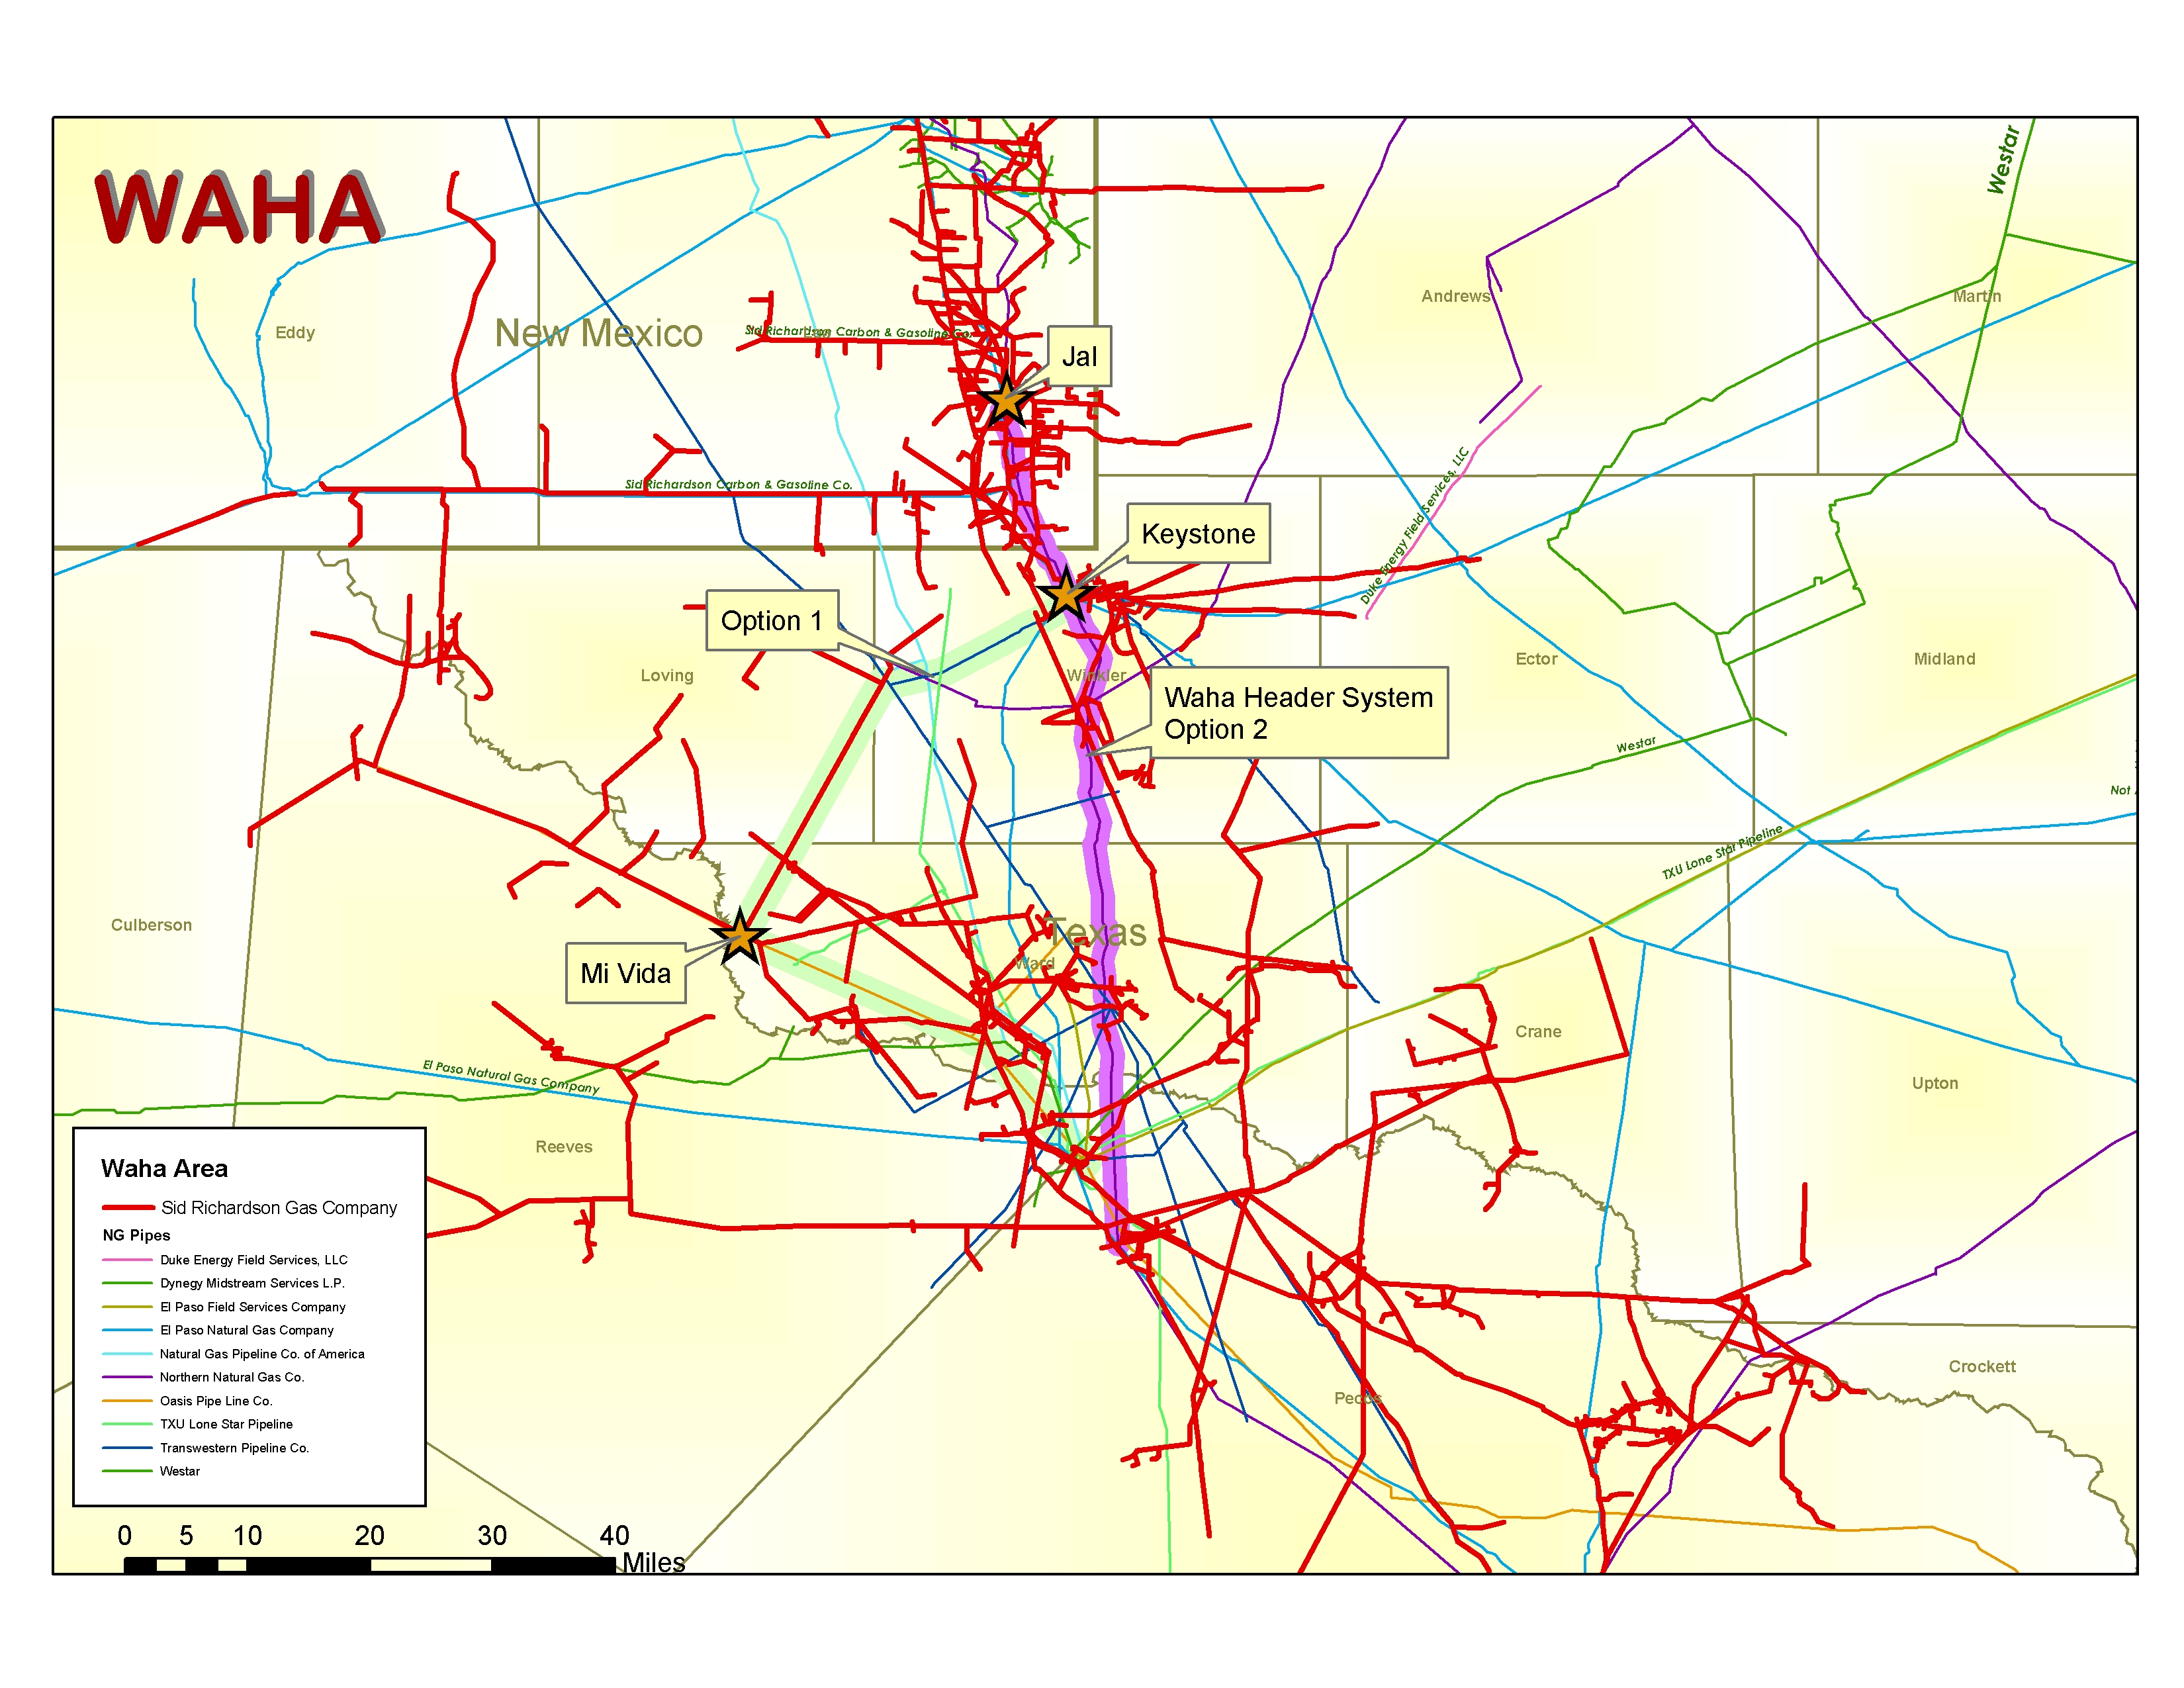 WAHA
Westar
Andrews
Martin
Eddy
New Mexico
Sid Richardson Carbon & Gasoline Co.
Jal
Sid Richardson Carbon & Gasoline Co.
Duke Energy Field Services, LLC
Keystone
Option 1
Loving
Winkler
Ector
Midland
Waha Header System
Option 2
Westar
Not
TXU Lone Star Pipeline
Culberson
Texas
Ward
Mi Vida
Crane
El Paso Natural Gas Company
Upton
Reeves
Pecos
Crockett
Waha Area
Sid Richardson Gas Company
NG Pipes
Duke Energy Field Services, LLC
Dynegy Midstream Services L.P.
El Paso Field Services Company
El Paso Natural Gas Company
Natural Gas Pipeline Co. of America
Northern Natural Gas Co.
Oasis Pipe Line Co.
TXU Lone Star Pipeline
Transwestern Pipeline Co.
Westar
0 5 10 20 30 40
Miles